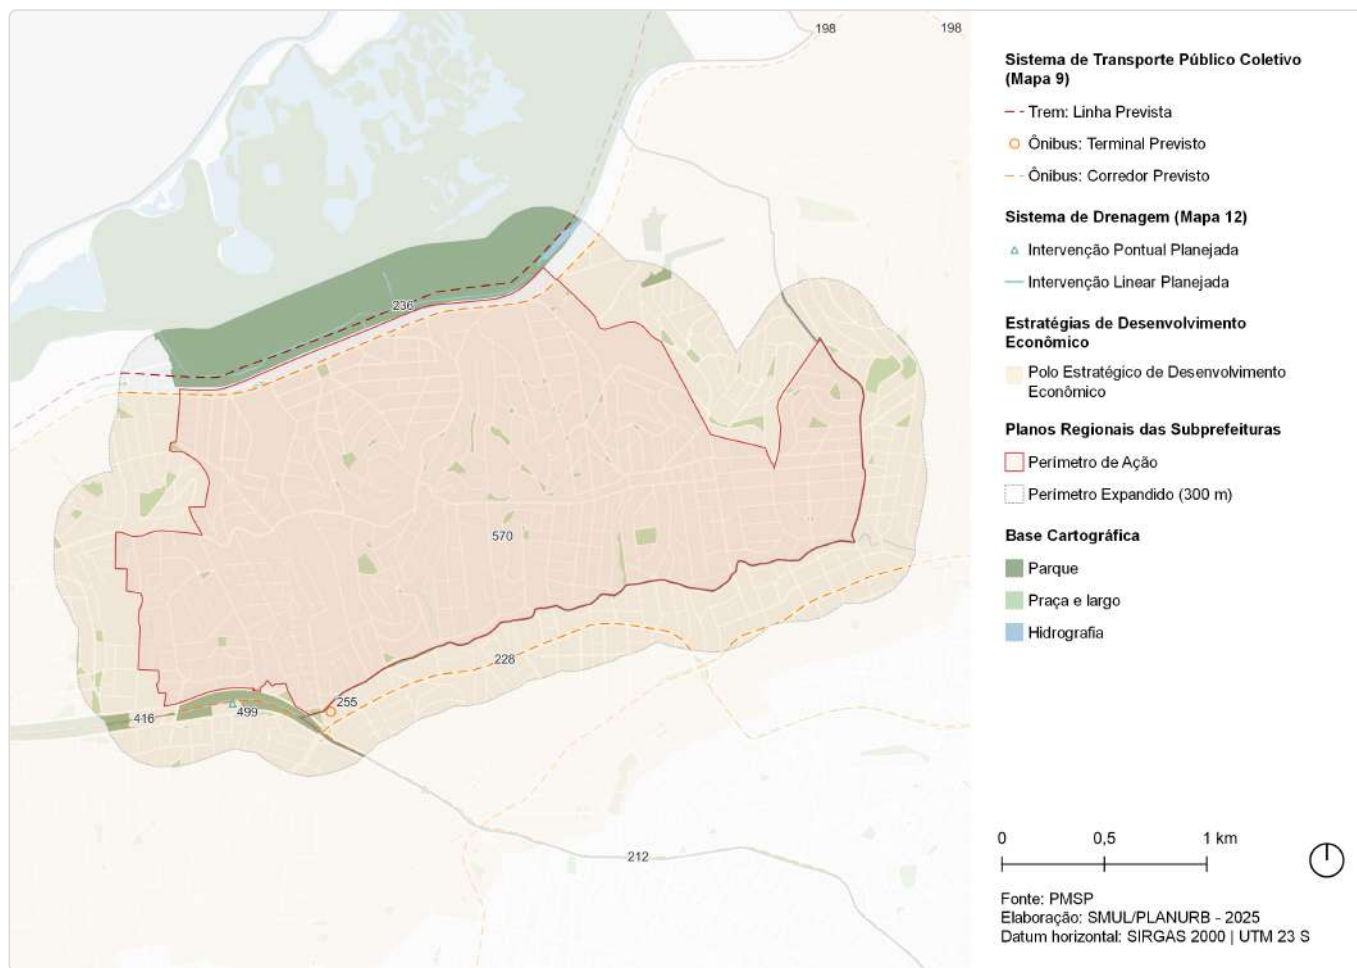 198
198
236
570
228
255
416
499
212
Sistema de Transporte Público Coletivo
(Mapa 9)
Trem: Linha Prevista
Ônibus: Terminal Previsto
Ônibus: Corredor Previsto
Sistema de Drenagem (Mapa 12)
Intervenção Pontual Planejada
Intervenção Linear Planejada
Estratégias de Desenvolvimento
Econômico
Polo Estratégico de Desenvolvimento
Econômico
Planos Regionais das Subprefeituras
Perímetro de Ação
Perímetro Expandido (300 m)
Base Cartográfica
Parque
Praça e largo
Hidrografia
0 0,5 1 km
Fonte: PMSP
Elaboração: SMUL/PLANURB - 2025
Datum horizontal: SIRGAS 2000 | UTM 23 S